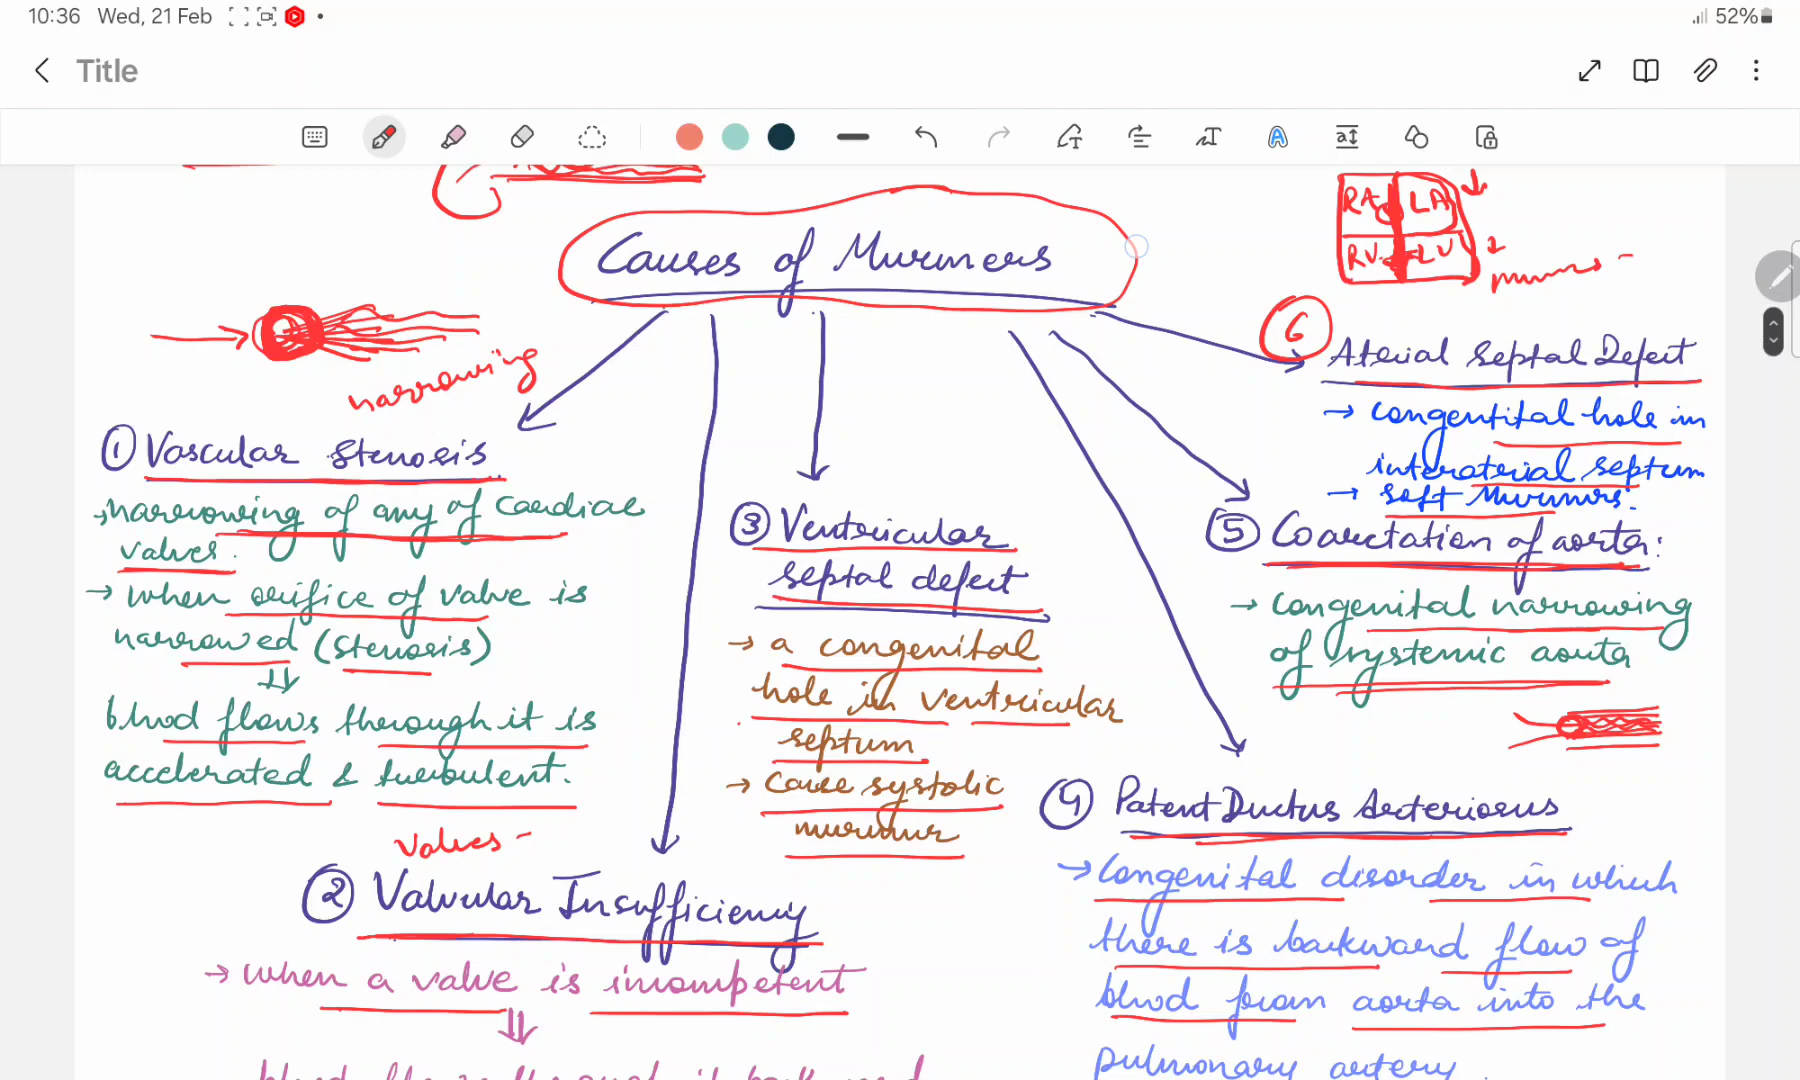 10:36 Wed, 21 Feb
52%
Title
Causes of Murmers
narrowing
① Vascular Stenosis
→ narrowing of any of Cardiac
valves.
→ when orifice of valve is
narrowed (Stenosis)
blood flows through it is
accelerated & turbulent.
valves -
② Valvular Insufficiency
→ when a valve is incompetent
③ Ventricular
septal defect
→ a congenital
hole in ventricular
septum
→ Cause systolic
murmur
RA LA
RV LV
6
Aterial Septal Defect
→ congentital hole in
interaterial septum
→ soft Murmurs.
⑤ Coarctation of aorta:
→ congenital narrowing
of systemic aorta
④ Patent Ductus Arteriosus
→ Congenital disorder in which
there is backward flow of
blood from aorta into the
pulmonary artery.